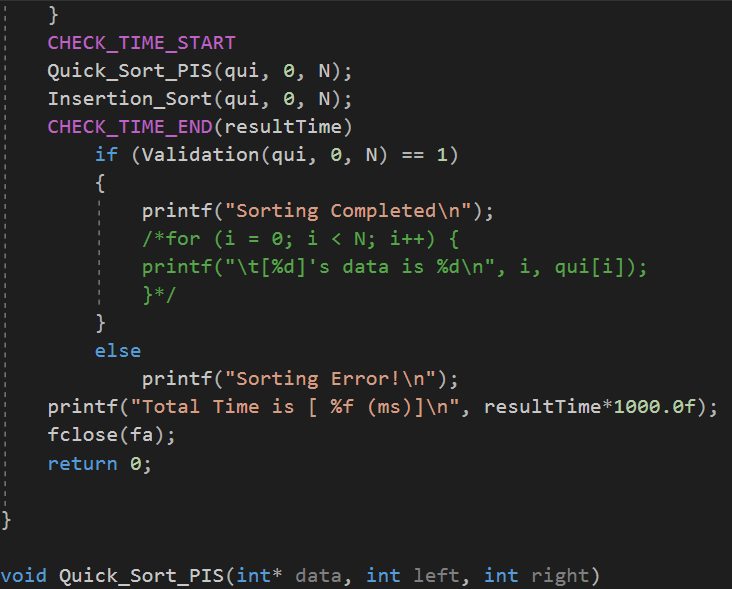 }
CHECK_TIME_START
Quick_Sort_PIS(qui, 0, N);
Insertion_Sort(qui, 0, N);
CHECK_TIME_END(resultTime)
if (Validation(qui, 0, N) == 1)
{
printf("Sorting Completed\n");
/*for (i = 0; i < N; i++) {
printf("\t[%d]'s data is %d\n", i, qui[i]);
}*/
}
else
printf("Sorting Error!\n");
printf("Total Time is [ %f (ms)]\n", resultTime*1000.0f);
fclose(fa);
return 0;
}
void Quick_Sort_PIS(int* data, int left, int right)